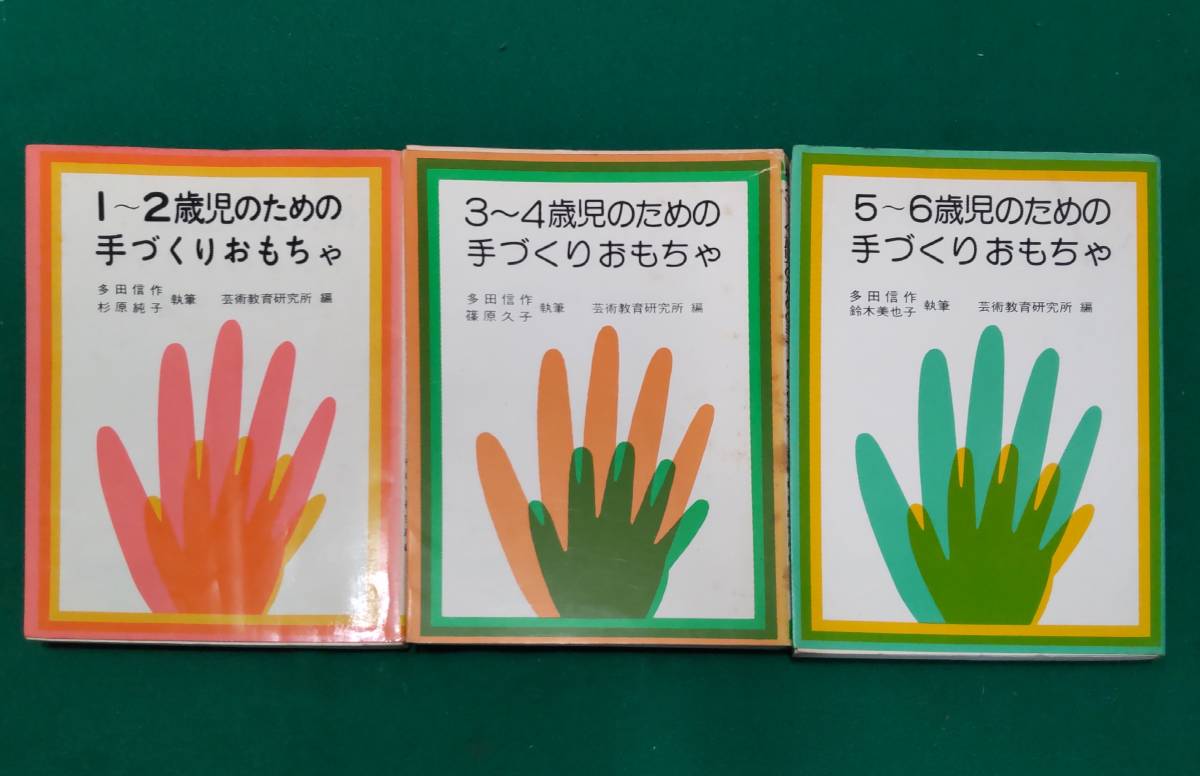 1～2歳児のための
手づくりおもちゃ
多田信作
杉原純子 執筆 芸術教育研究所 編
3～4歳児のための
手づくりおもちゃ
多田信作
篠原久子 執筆 芸術教育研究所 編
5～6歳児のための
手づくりおもちゃ
多田信作
鈴木美也子 執筆 芸術教育研究所 編